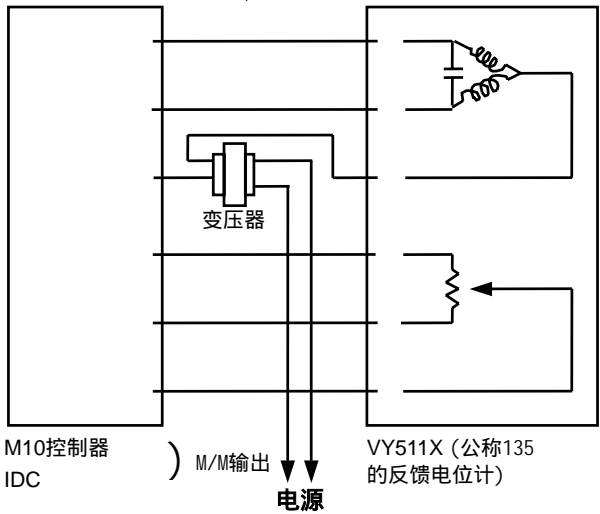 变压器
M10控制器
IDC
) M/M输出
电源
VY511X (公称135
的反馈电位计)